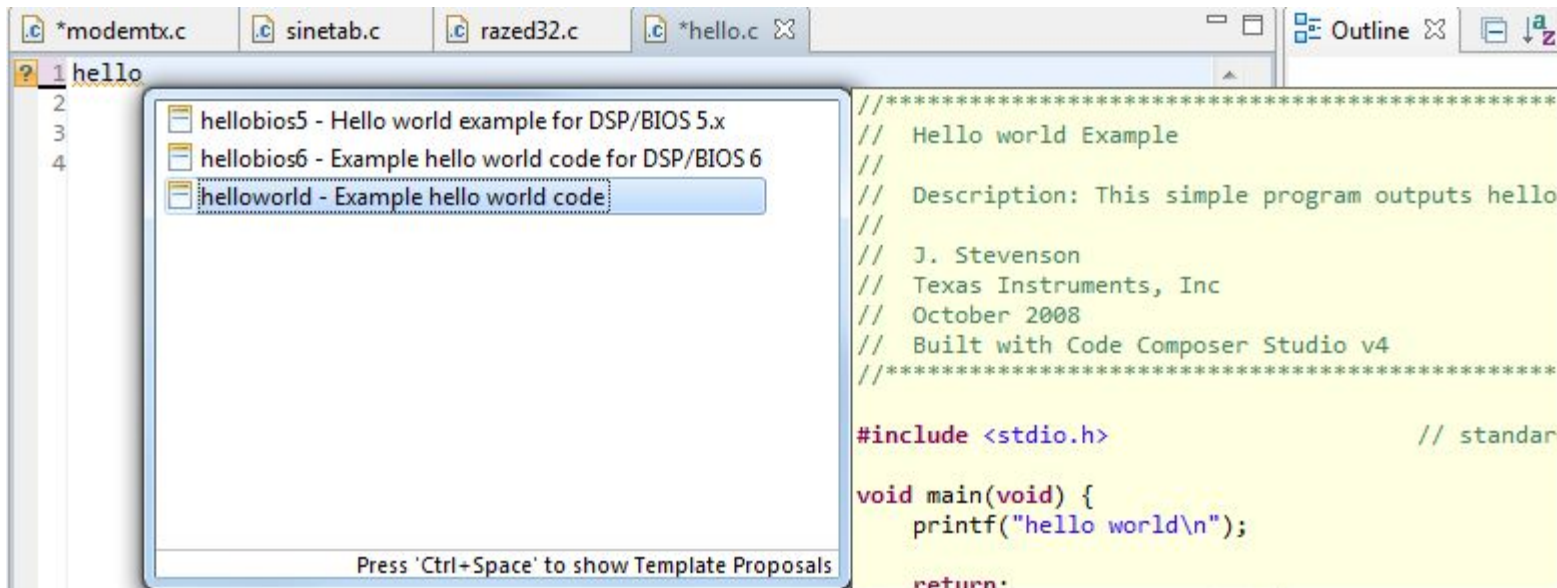 *modemtx.c sinetab.c razed32.c *hello.c Outline
1 hello
2
3
4
hellobios5 - Hello world example for DSP/BIOS 5.x
hellobios6 - Example hello world code for DSP/BIOS 6
helloworld - Example hello world code
Press 'Ctrl+Space' to show Template Proposals
//**************************************************
// Hello world Example
//
// Description: This simple program outputs hello
//
// J. Stevenson
// Texas Instruments, Inc
// October 2008
// Built with Code Composer Studio v4
//**************************************************
#include <stdio.h> // standar
void main(void) {
printf("hello world\n");
return;